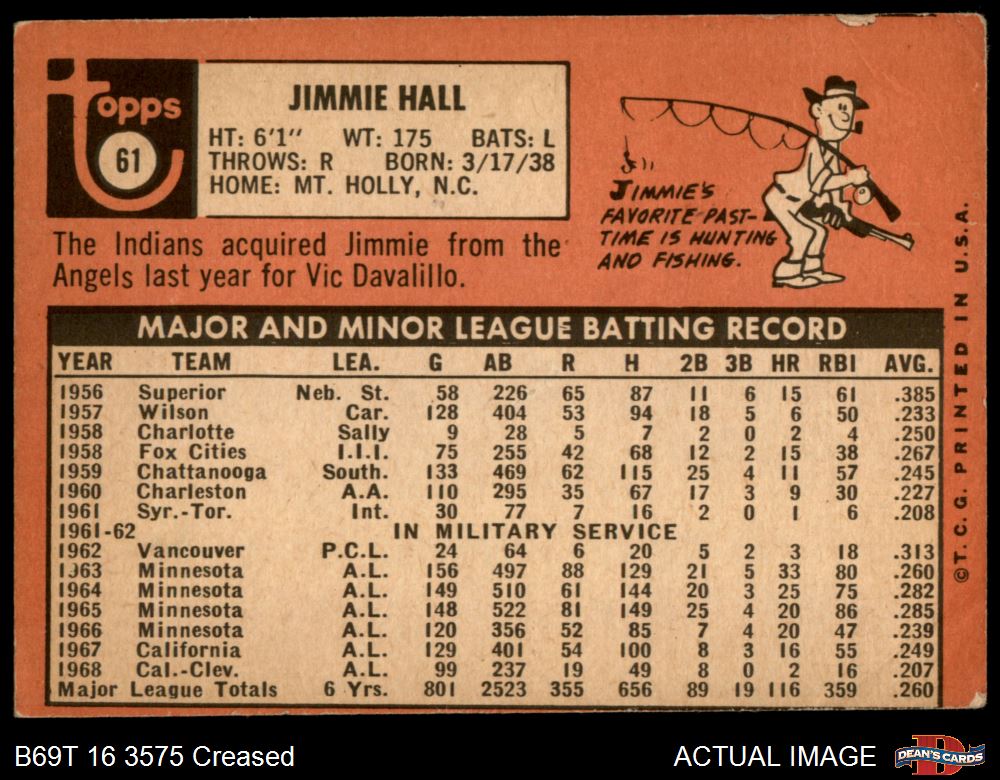 topps
61
JIMMIE HALL
HT: 6'1" WT: 175 BATS: L
THROWS: R BORN: 3/17/38
HOME: MT. HOLLY, N.C.
The Indians acquired Jimmie from the
Angels last year for Vic Davalillo.
JIMMIE'S
FAVORITE PAST-
TIME IS HUNTING
AND FISHING.
MAJOR AND MINOR LEAGUE BATTING RECORD
YEAR TEAM LEA. G AB R H 2B 3B HR RBI AVG.
1956 Superior Neb. St. 58 226 65 87 11 6 15 61 .385
1957 Wilson Car. 128 404 53 94 18 5 6 50 .233
1958 Charlotte Sally 9 28 5 7 2 0 2 4 .250
1958 Fox Cities I.I.I. 75 255 42 68 12 2 15 38 .267
1959 Chattanooga South. 133 469 62 115 25 4 11 57 .245
1960 Charleston A.A. 110 295 35 67 17 3 9 30 .227
1961 Syr.-Tor. Int. 30 77 7 16 2 0 1 6 .208
1961-62 IN MILITARY SERVICE
1962 Vancouver P.C.L. 24 64 6 20 5 2 3 18 .313
1963 Minnesota A.L. 156 497 88 129 21 5 33 80 .260
1964 Minnesota A.L. 149 510 61 144 20 3 25 75 .282
1965 Minnesota A.L. 148 522 81 149 25 4 20 86 .285
1966 Minnesota A.L. 120 356 52 85 7 4 20 47 .239
1967 California A.L. 129 401 54 100 8 3 16 55 .249
1968 Cal.-Clev. A.L. 99 237 19 49 8 0 2 16 .207
Major League Totals 6 Yrs. 801 2523 355 656 89 19 116 359 .260
©T.C.G. PRINTED IN U.S.A.
B69T 16 3575 Creased
ACTUAL IMAGE
DEAN'S CARDS